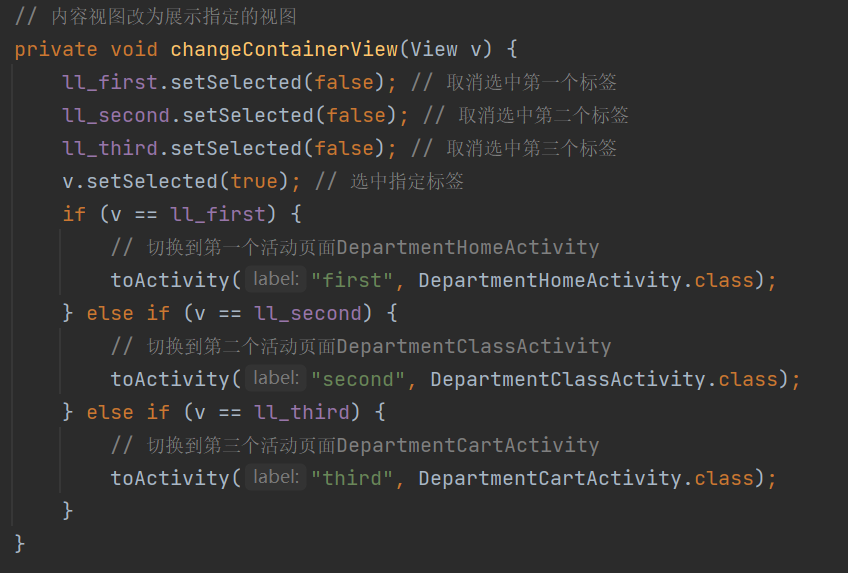 // 内容视图改为展示指定的视图
private void changeContainerView(View v) {
ll_first.setSelected(false); // 取消选中第一个标签
ll_second.setSelected(false); // 取消选中第二个标签
ll_third.setSelected(false); // 取消选中第三个标签
v.setSelected(true); // 选中指定标签
if (v == ll_first) {
// 切换到第一个活动页面DepartmentHomeActivity
toActivity( label: "first", DepartmentHomeActivity.class);
} else if (v == ll_second) {
// 切换到第二个活动页面DepartmentClassActivity
toActivity( label: "second", DepartmentClassActivity.class);
} else if (v == ll_third) {
// 切换到第三个活动页面DepartmentCartActivity
toActivity( label: "third", DepartmentCartActivity.class);
}
}